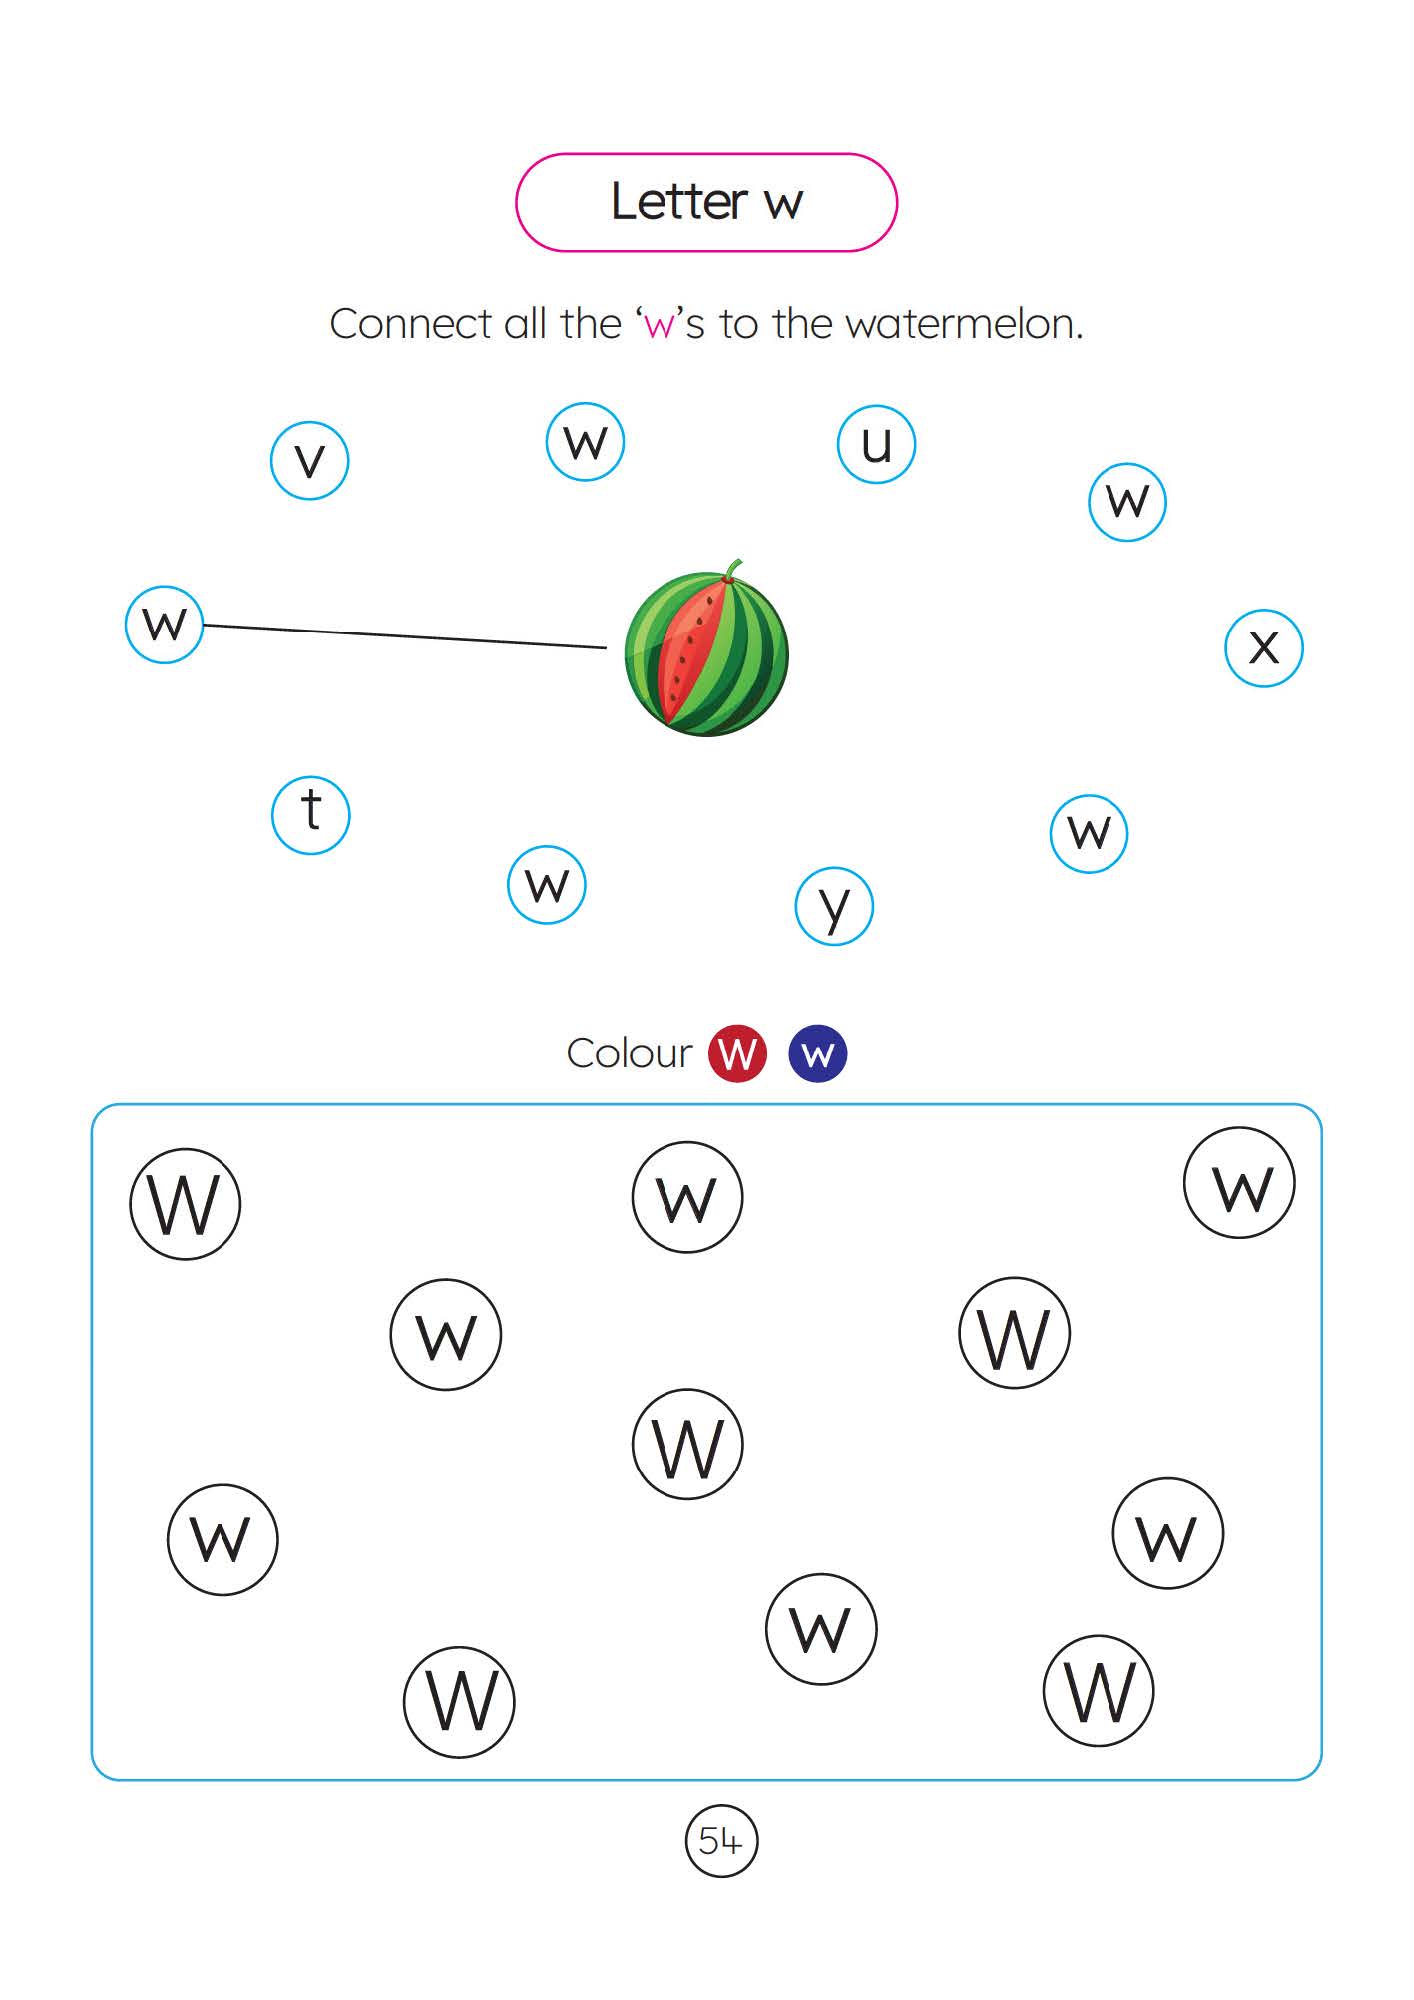 Letter w
Connect all the ‘w’s to the watermelon.
v w u w
w x
t w y w
Colour W w
W w w
w W
W
w w
w
W W
54